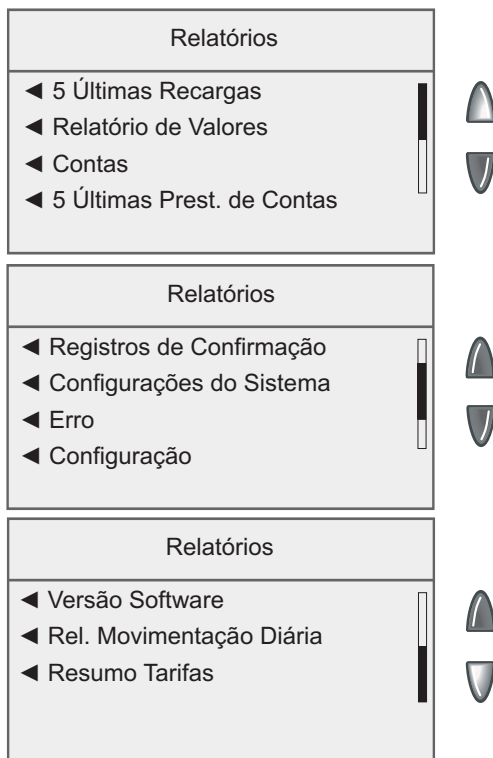 Relatórios
◄ 5 Últimas Recargas
◄ Relatório de Valores
◄ Contas
◄ 5 Últimas Prest. de Contas
Relatórios
◄ Registros de Confirmação
◄ Configurações do Sistema
◄ Erro
◄ Configuração
Relatórios
◄ Versão Software
◄ Rel. Movimentação Diária
◄ Resumo Tarifas